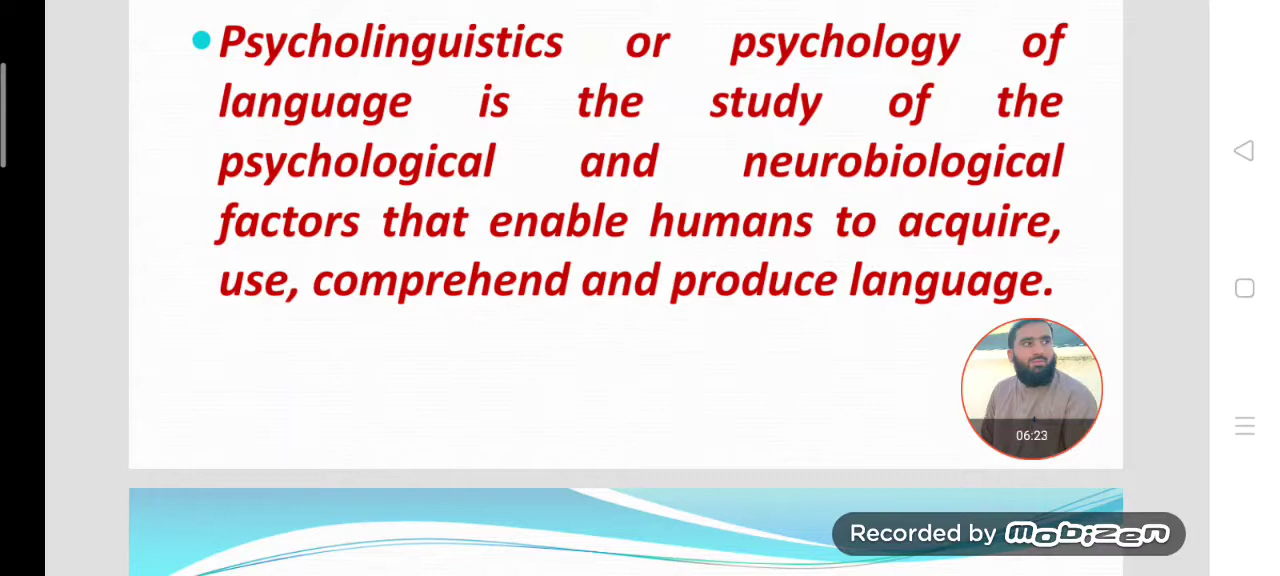 Psycholinguistics or psychology of
language is the study of the
psychological and neurobiological
factors that enable humans to acquire,
use, comprehend and produce language.
06:23
Recorded by Mobizen